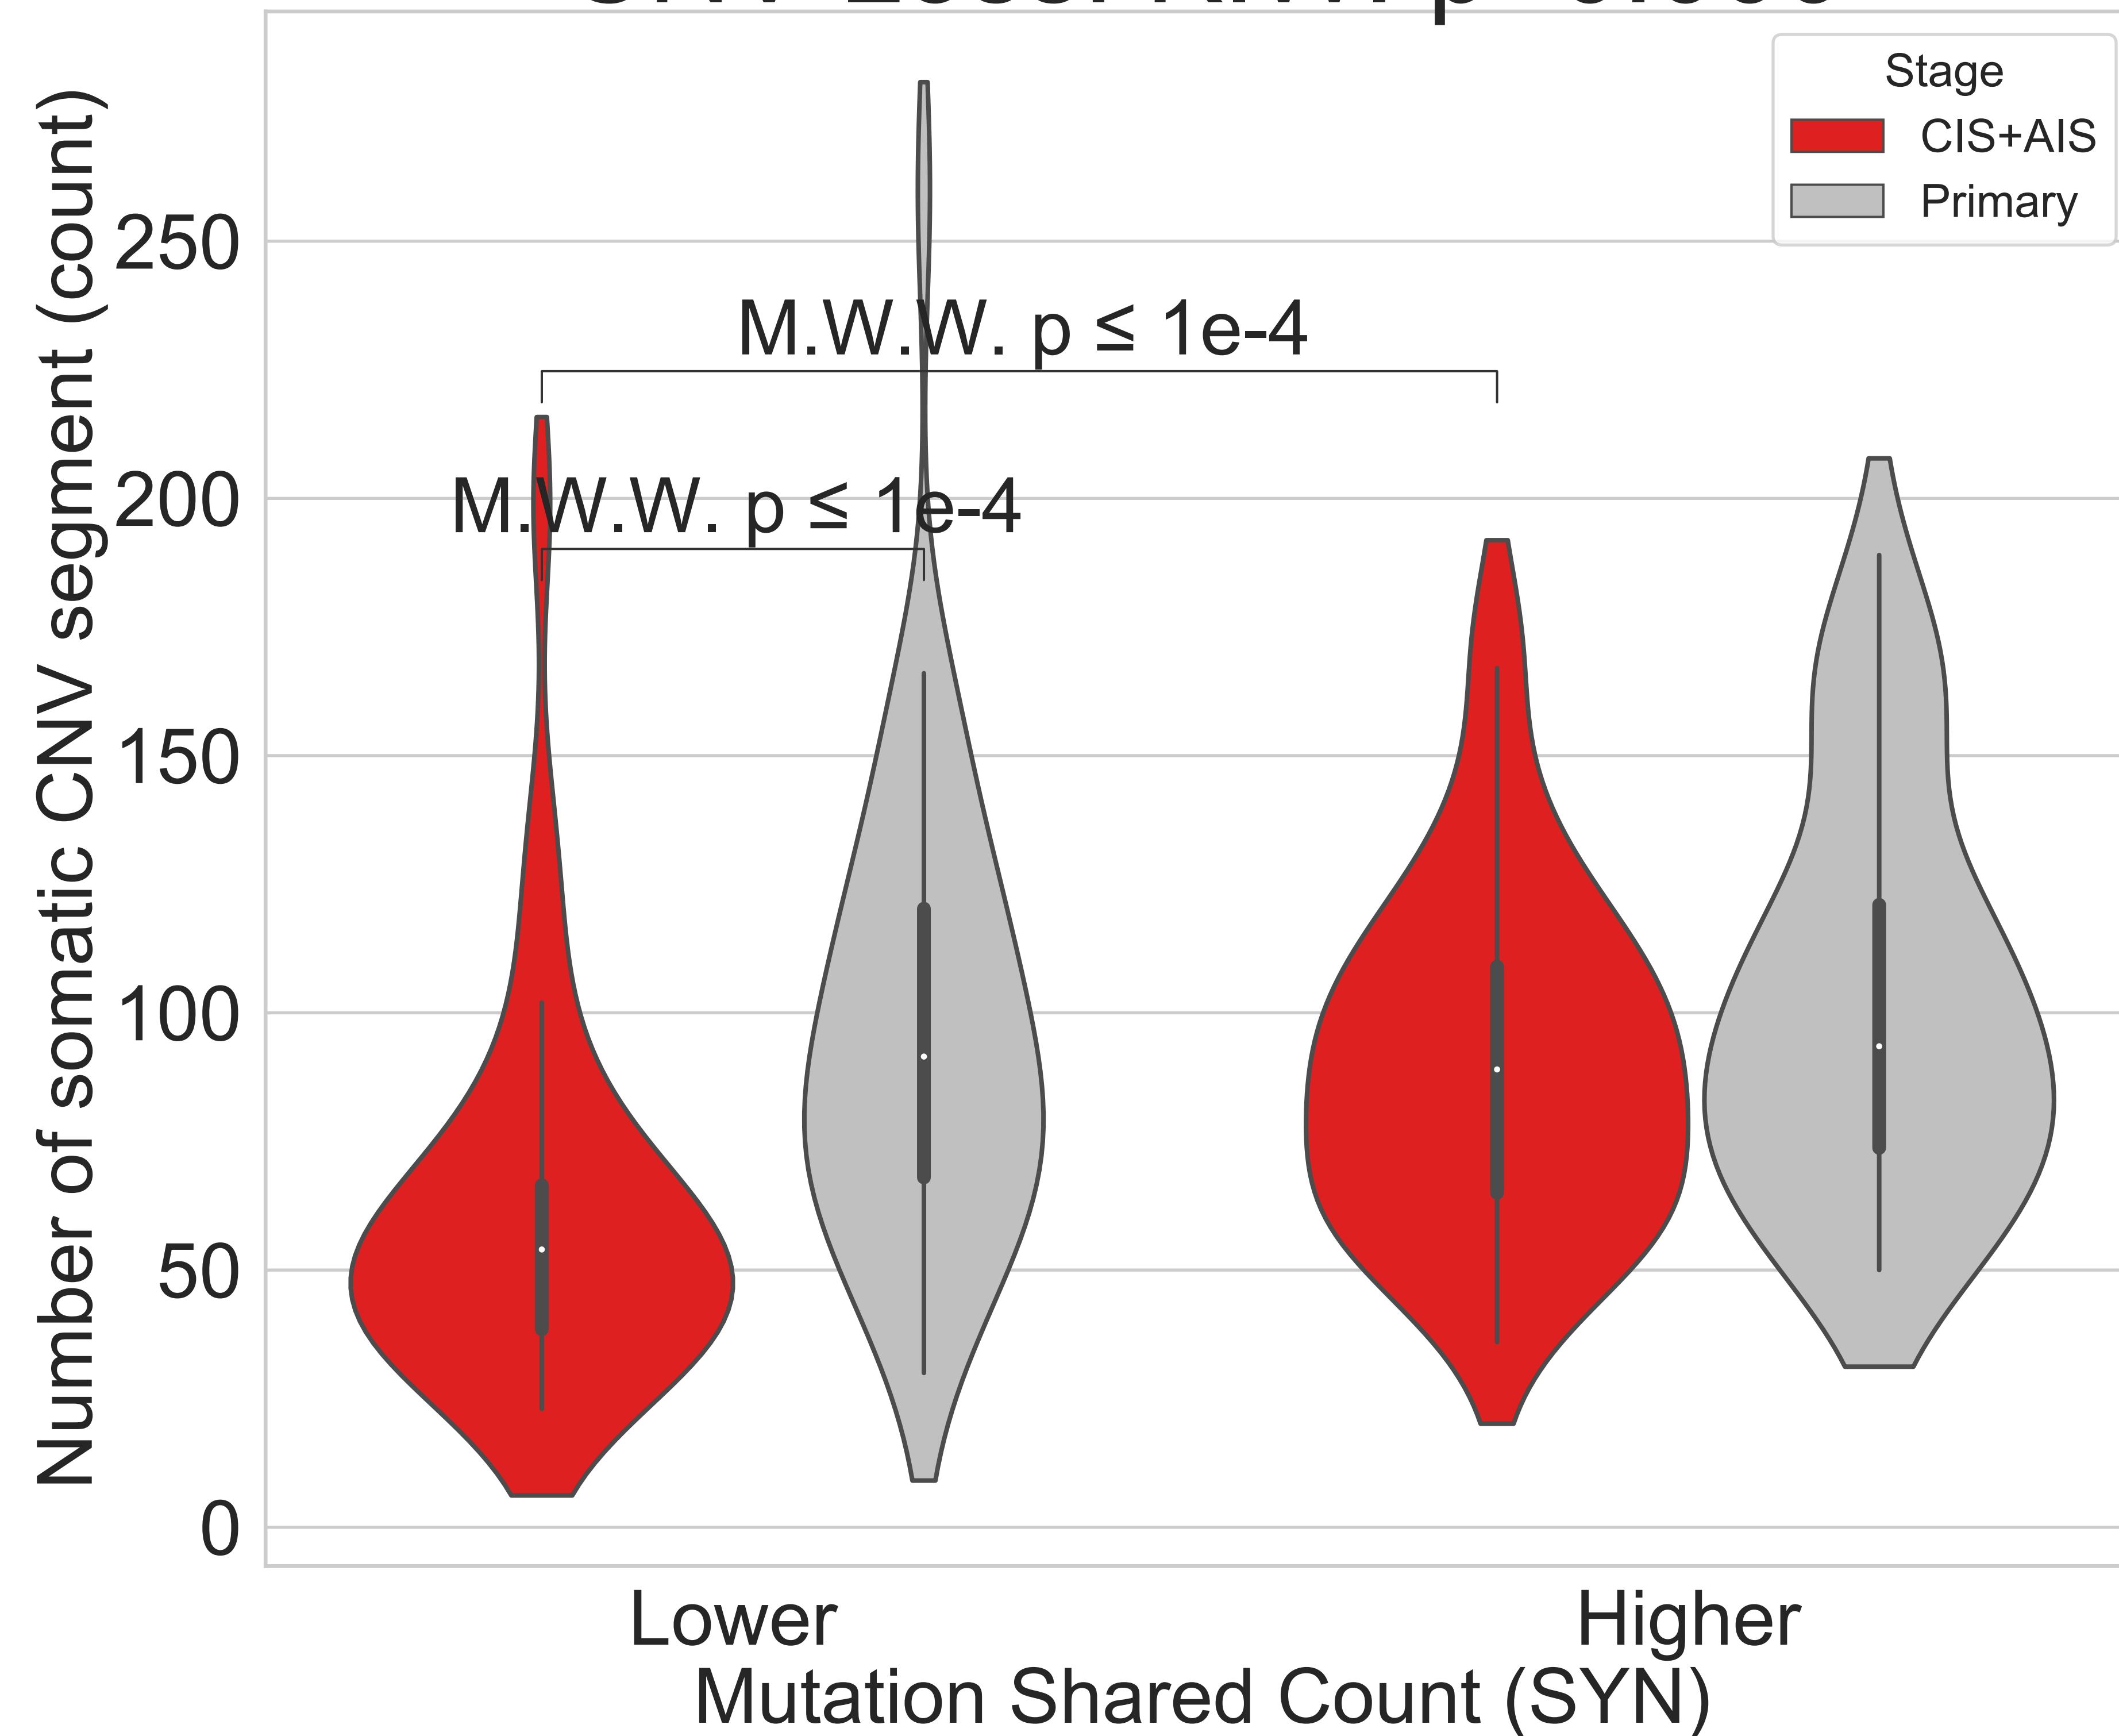 Stage
CIS+AIS
Primary
Number of somatic CNV segment (count)
250
200
150
100
50
0
M.W.W. p ≤ 1e-4
M.W.W. p ≤ 1e-4
Lower
Higher
Mutation Shared Count (SYN)